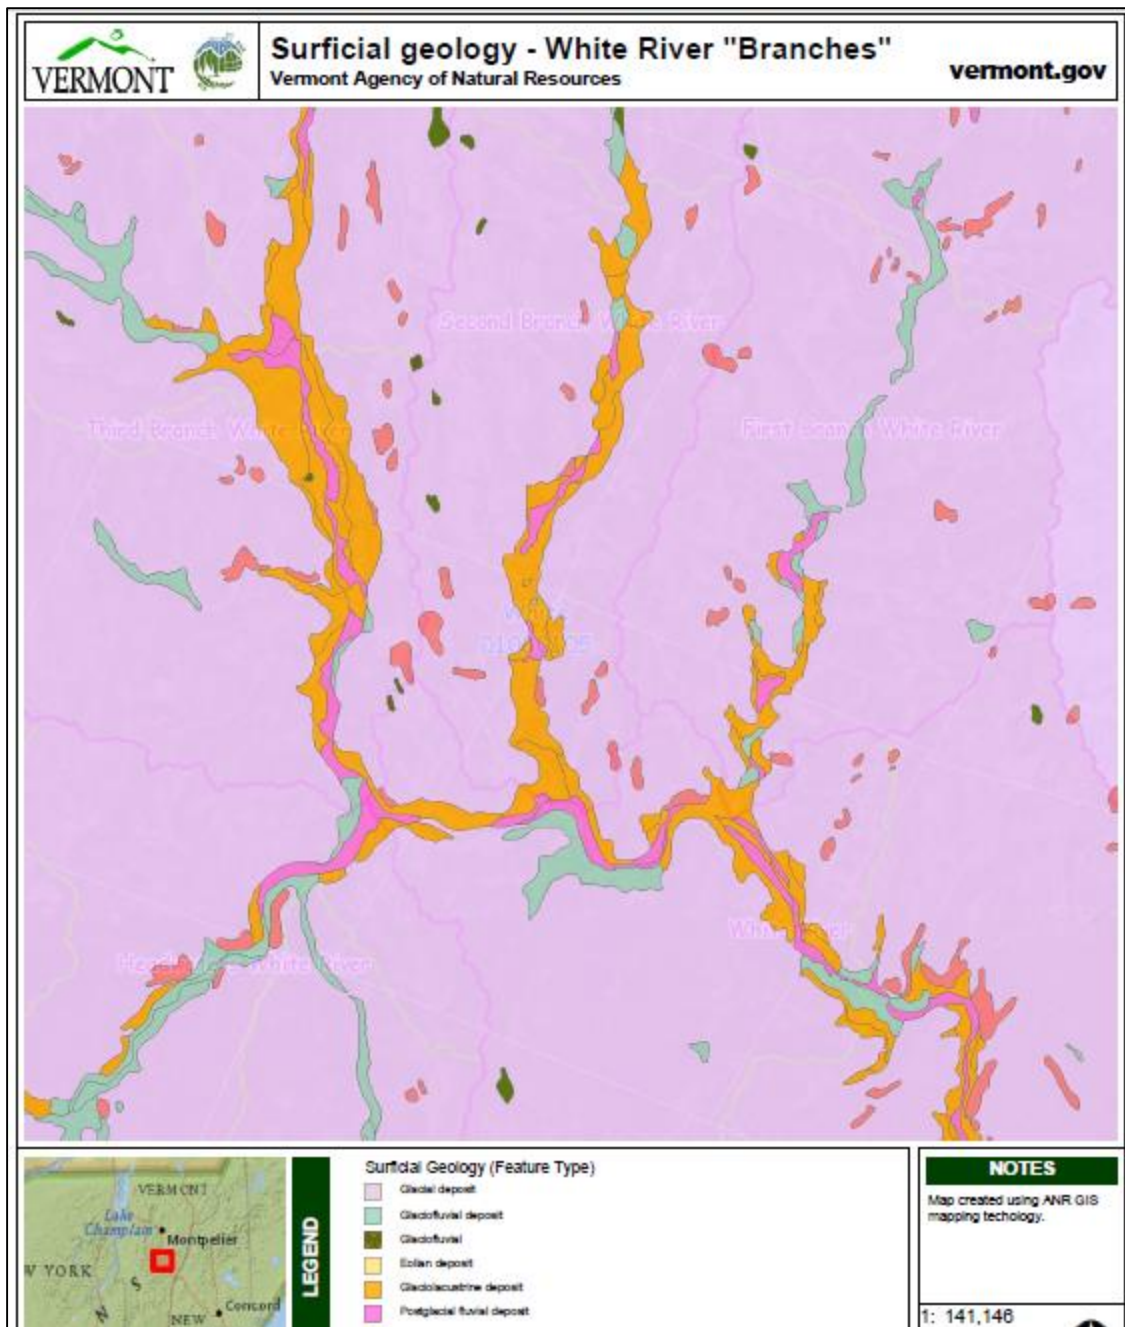 VERMONT
Surficial geology - White River "Branches"
Vermont Agency of Natural Resources
vermont.gov
Second Branch White River
Third Branch White River
First Branch White River
White River
White River
VERMONT
Lake
Champlain
Montpelier
W YORK
N
S
Concord
NEW
LEGEND
Surficial Geology (Feature Type)
Glacial deposit
Glaciofluvial deposit
Glaciofluvial
Eolian deposit
Glaciolacustrine deposit
Postglacial fluvial deposit
NOTES
Map created using ANR GIS
mapping techology.
1: 141,146